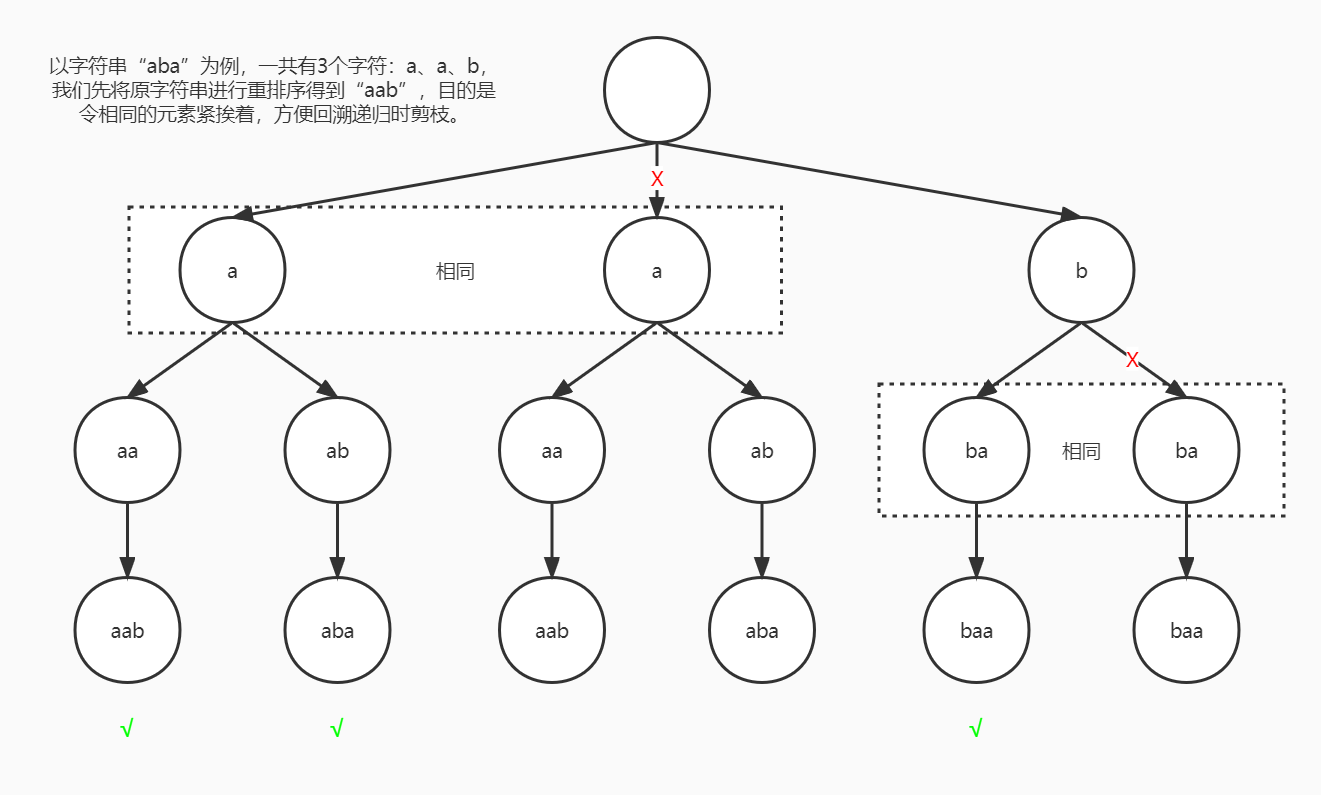 以字符串“aba”为例，一共有3个字符：a、a、b，
我们先将原字符串进行重排序得到“aab”，目的是
令相同的元素紧挨着，方便回溯递归时剪枝。
X
a 相同 a b
X
aa ab aa ab ba 相同 ba
aab aba aab aba baa baa
√ √ √